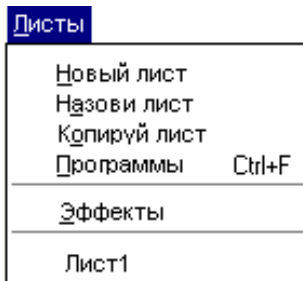 Листы
Новый лист
Назови лист
Копируй лист
Программы Ctrl+F
Эффекты
Лист1